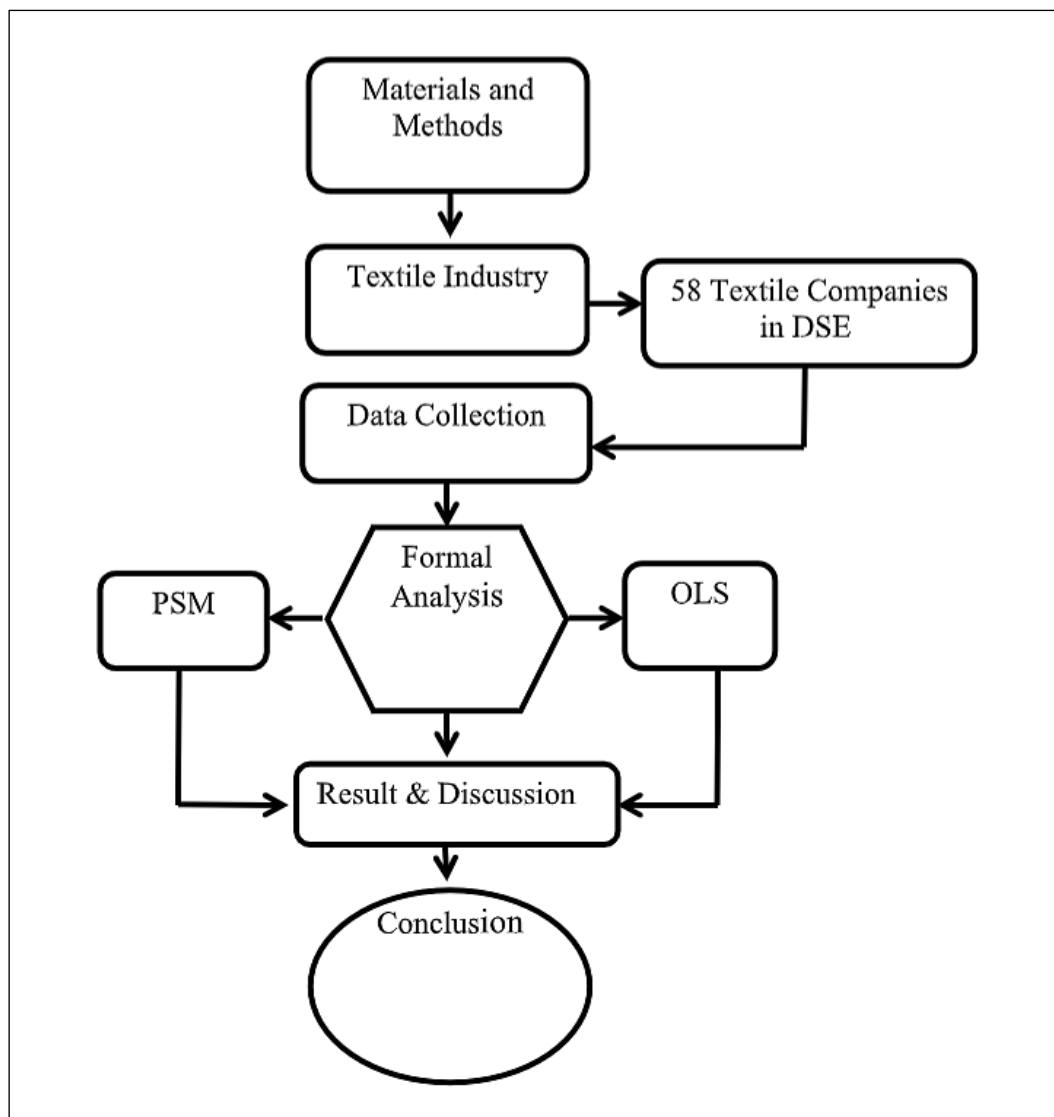 Materials and
Methods
Textile Industry
58 Textile Companies
in DSE
Data Collection
Formal
Analysis
PSM
OLS
Result & Discussion
Conclusion